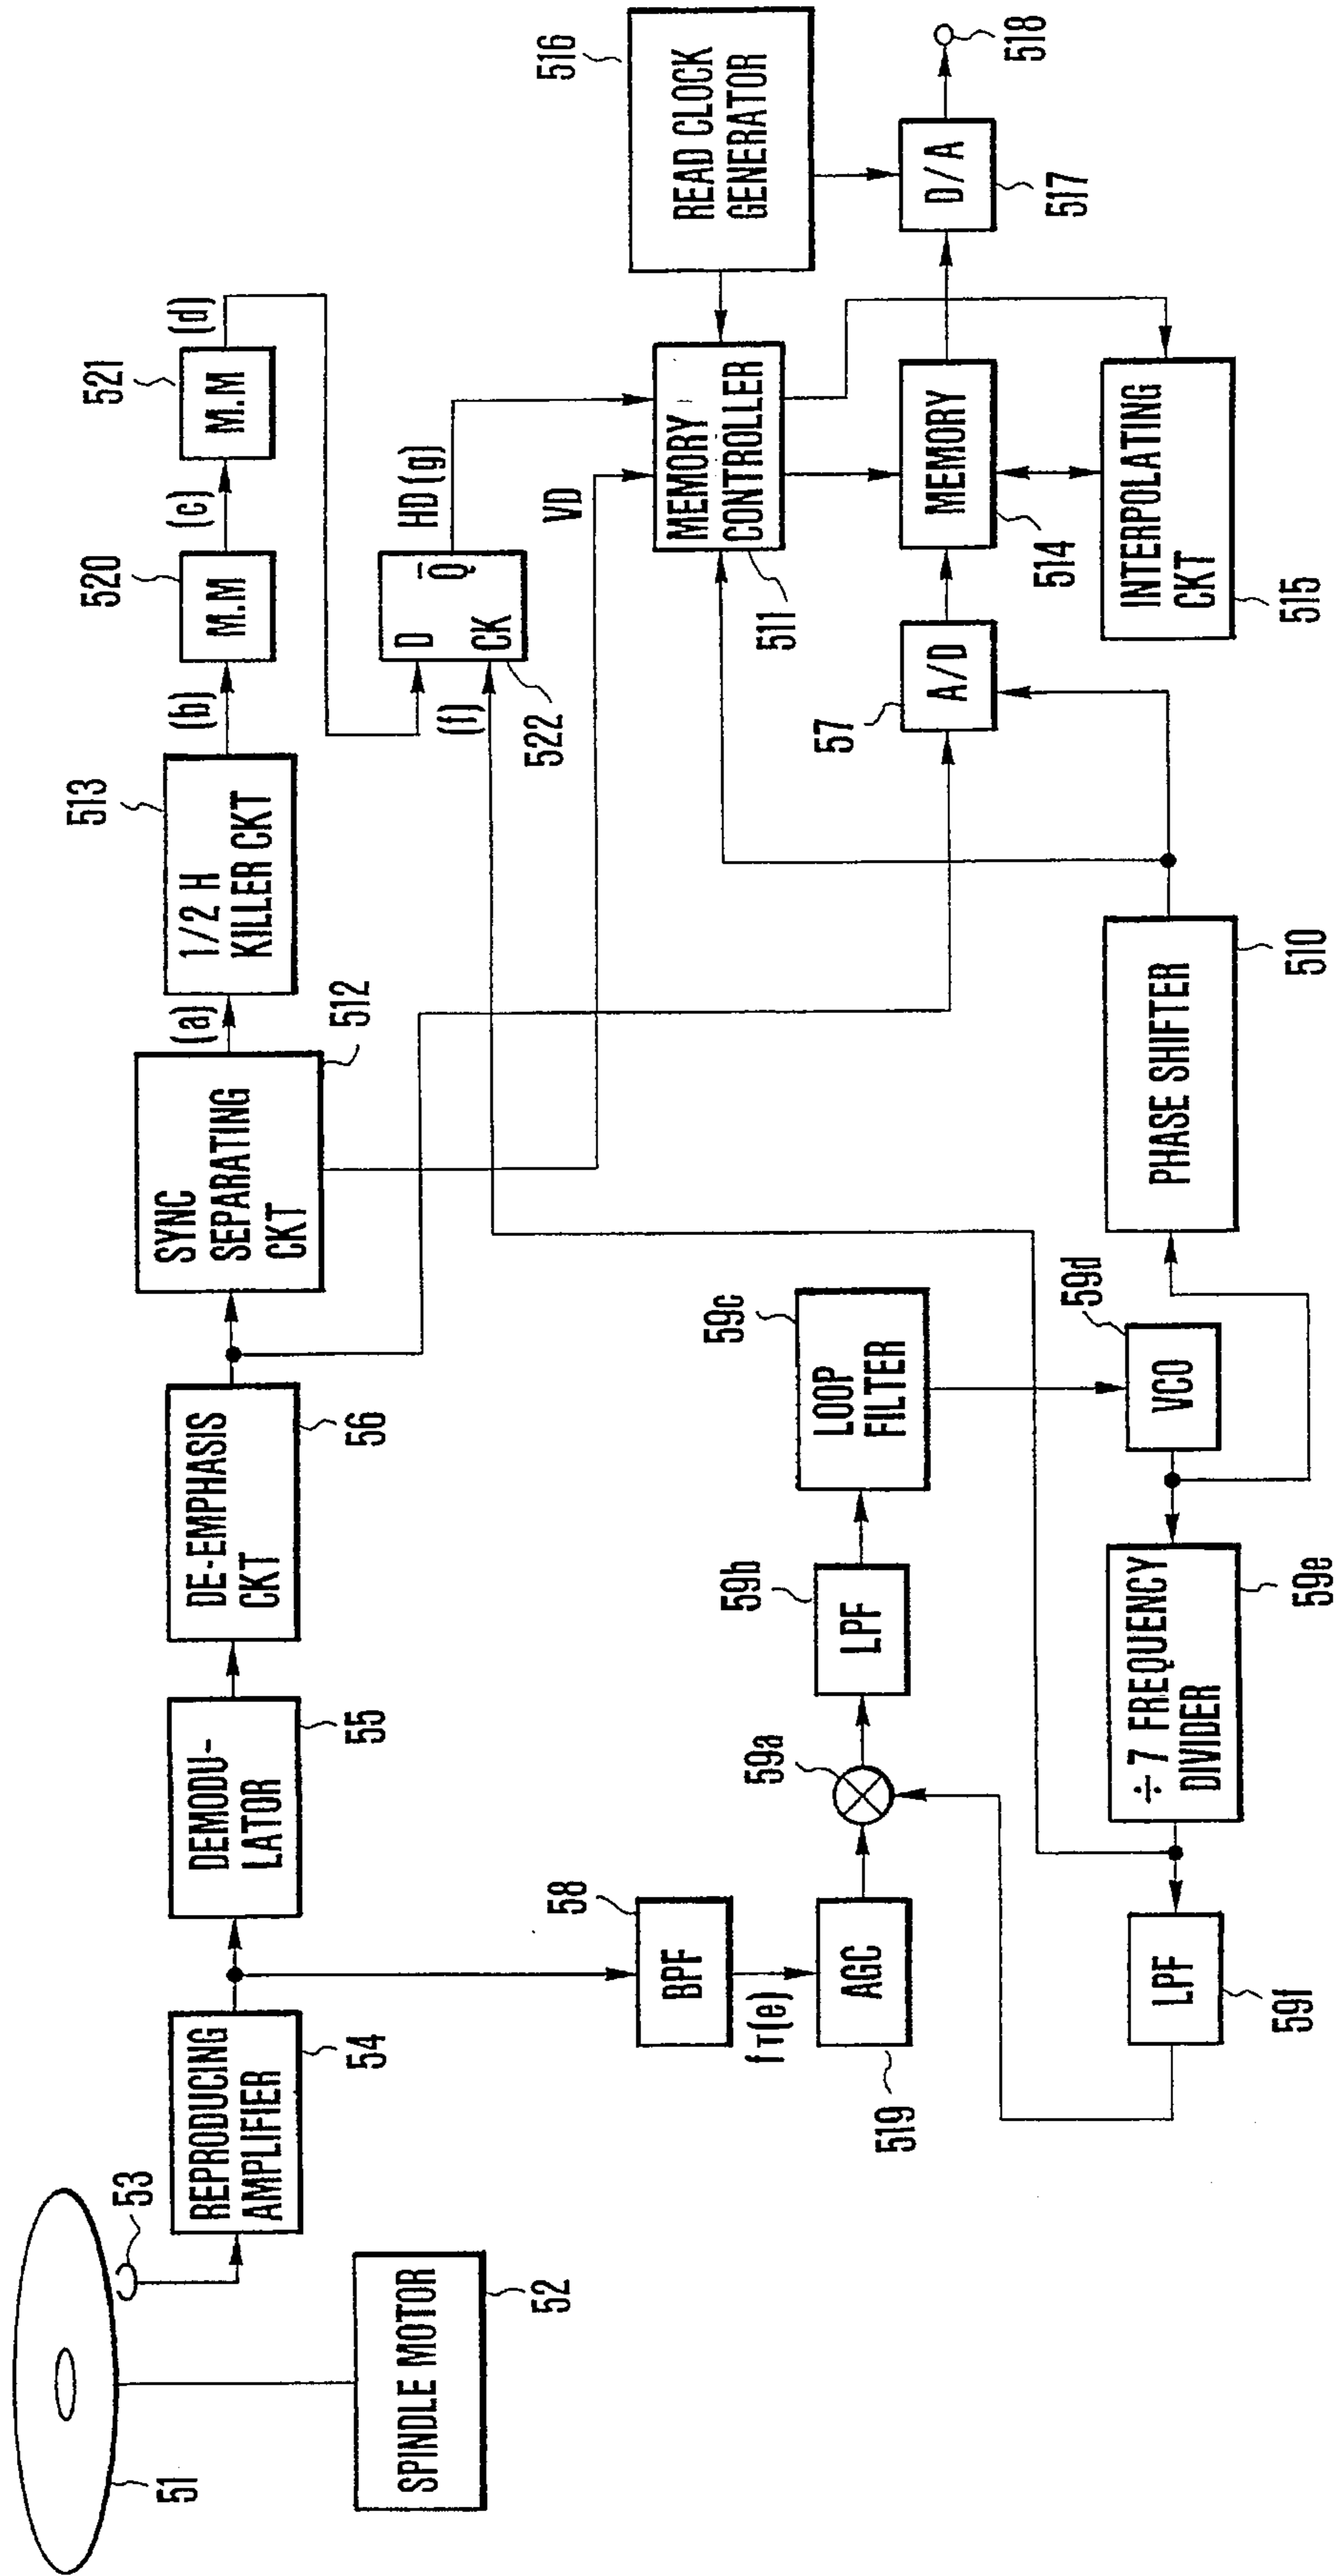 51
53
SPINDLE MOTOR
52
REPRODUCING
AMPLIFIER
54
DEMODU-
LATOR
55
DE-EMPHASIS
CKT
56
SYNC
SEPARATING
CKT
512
(a)
1/2 H
KILLER CKT
513
(b)
M.M
520
(c)
M.M
521
(d)
D
Q̄
CK
522
(f)
HD(g)
VD
BPF
58
fT(e)
AGC
519
59a
LPF
59b
LOOP
FILTER
59c
VCO
59d
÷7 FREQUENCY
DIVIDER
59e
LPF
59f
PHASE SHIFTER
510
A/D
57
MEMORY
CONTROLLER
511
MEMORY
514
INTERPOLATING
CKT
515
READ CLOCK
GENERATOR
516
D/A
517
518